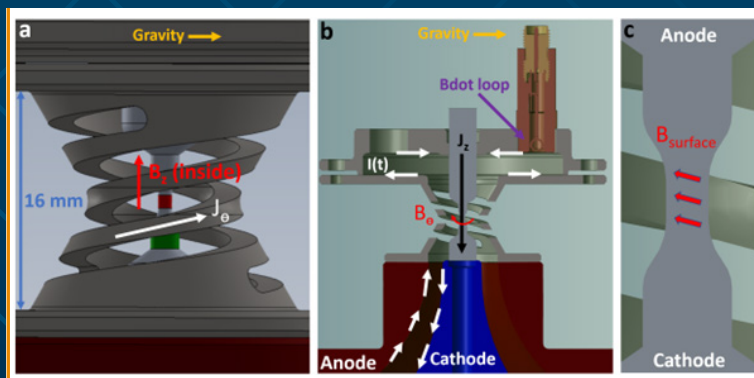 a
Gravity
16 mm
B_z (inside)
J_θ
b
Gravity
Bdot loop
J_z
I(t)
B_θ
Anode
Cathode
c
Anode
B_surface
Cathode